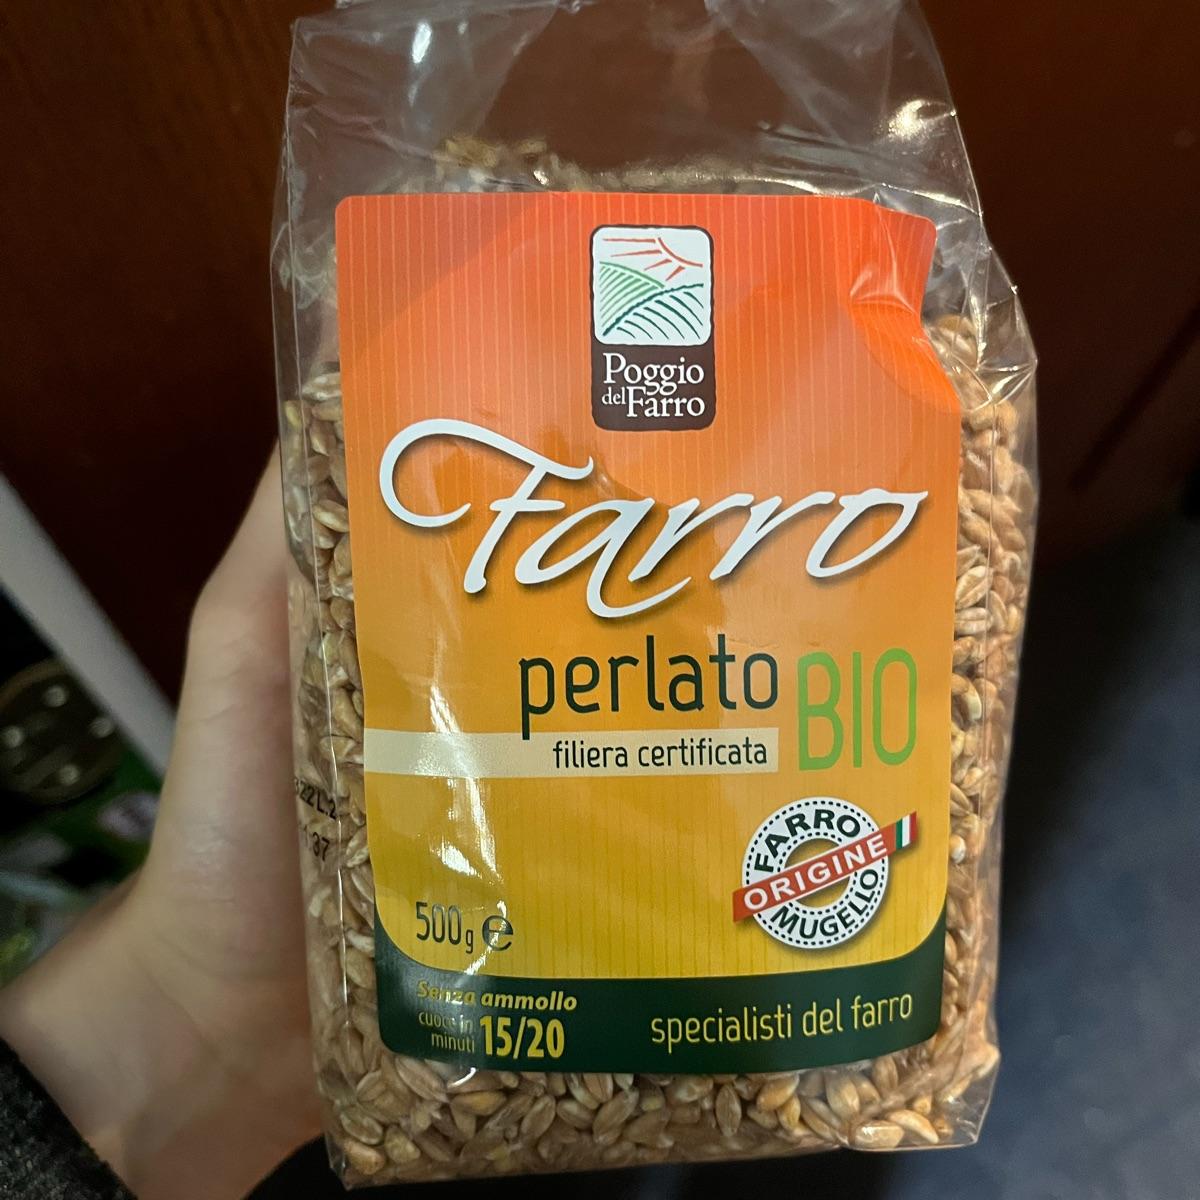 Poggio
del Farro
Farro
perlato BIO
filiera certificata
FARRO
ORIGINE
MUGELLO
500g e
Senza ammollo
cuoce in
minuti 15/20
specialisti del farro
37